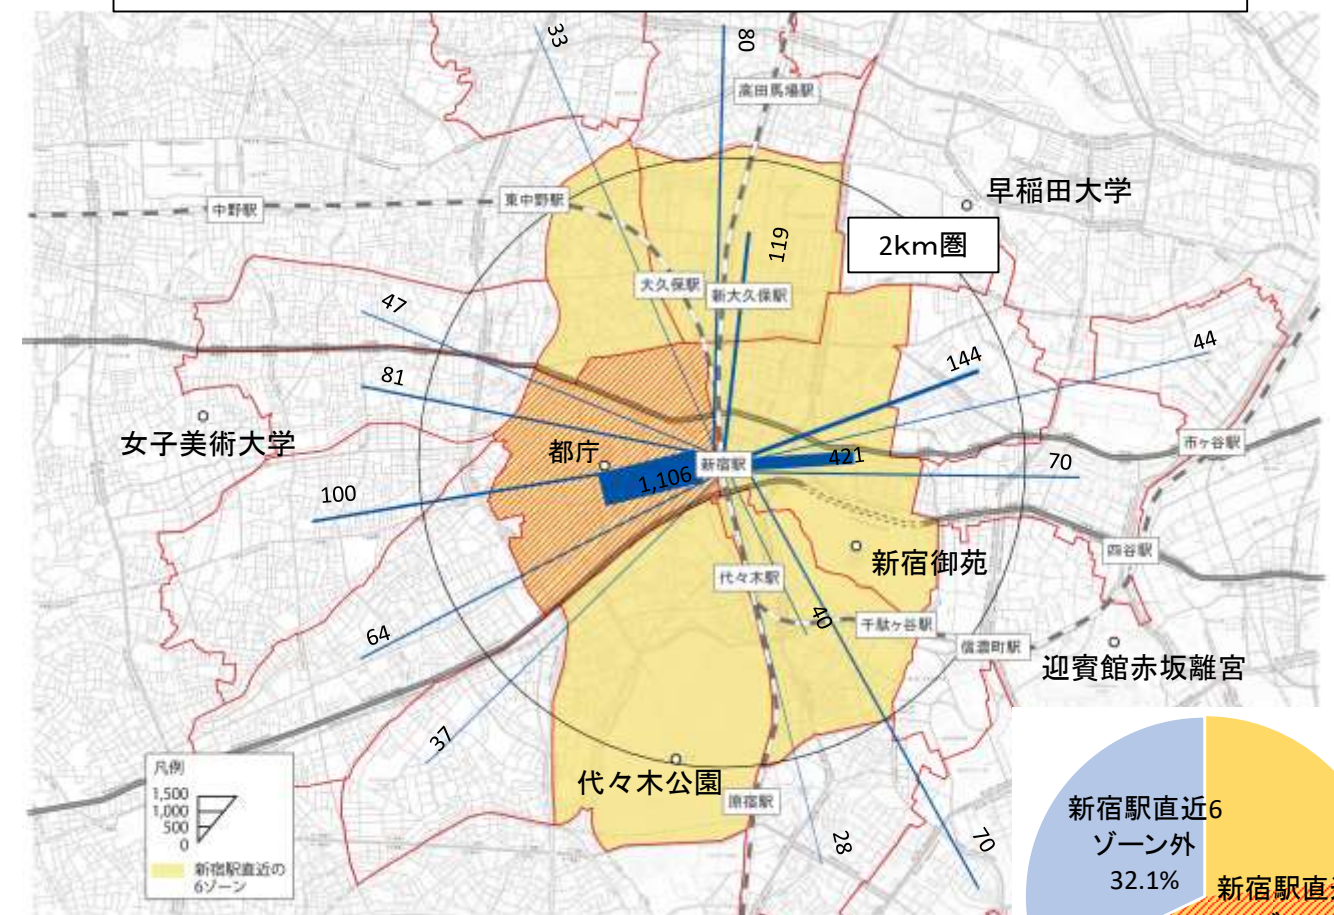 33
80
高田馬場駅
早稲田大学
中野駅
東中野駅
119
2km圏
大久保駅
新大久保駅
47
44
144
81
女子美術大学
都庁
新宿駅
421
1,106
70
市ヶ谷駅
100
新宿御苑
四谷駅
代々木駅
40
千駄ヶ谷駅
64
信濃町駅
迎賓館赤坂離宮
37
代々木公園
原宿駅
28
70
凡例
1,500
1,000
500
0
新宿駅直近の
6ゾーン
新宿駅直近6
ゾーン外
32.1%
新宿駅直